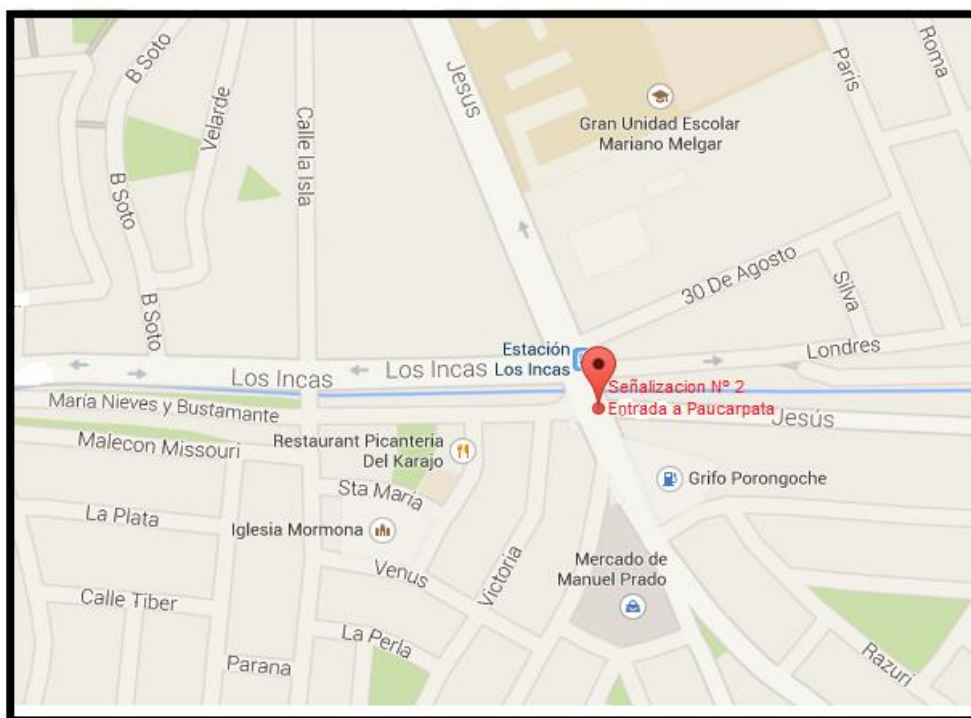 B Soto
Velarde
Calle la Isla
Jesus
Gran Unidad Escolar
Mariano Melgar
Paris
Roma
B Soto
30 De Agosto
Silva
B Soto
Estación
Los Incas
Londres
Los Incas
Los Incas
Señalizacion Nº 2
Entrada a Paucarpata
María Nieves y Bustamante
Jesús
Malecon Missouri
Restaurant Picanteria
Del Karajo
Grifo Porongoche
Sta María
La Plata
Iglesia Mormona
Venus
Victoria
Mercado de
Manuel Prado
Calle Tiber
La Perla
Parana
Razuri